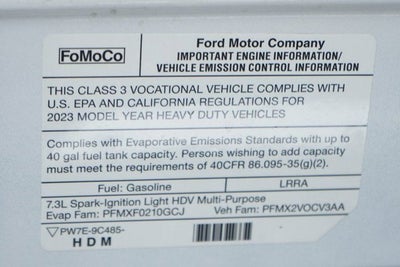 FoMoCo
Ford Motor Company
IMPORTANT ENGINE INFORMATION/
VEHICLE EMISSION CONTROL INFORMATION
THIS CLASS 3 VOCATIONAL VEHICLE COMPLIES WITH
U.S. EPA AND CALIFORNIA REGULATIONS FOR
2023 MODEL YEAR HEAVY DUTY VEHICLES
Complies with Evaporative Emissions Standards with up to
40 gal fuel tank capacity. Persons wishing to add capacity
must meet the requirements of 40CFR 86.095-35(g)(2).
Fuel: Gasoline LRRA
7.3L Spark-Ignition Light HDV Multi-Purpose
Evap Fam: PFMXF0210GCJ Veh Fam: PFMX2VOCV3AA
PW7E-9C485-
HDM